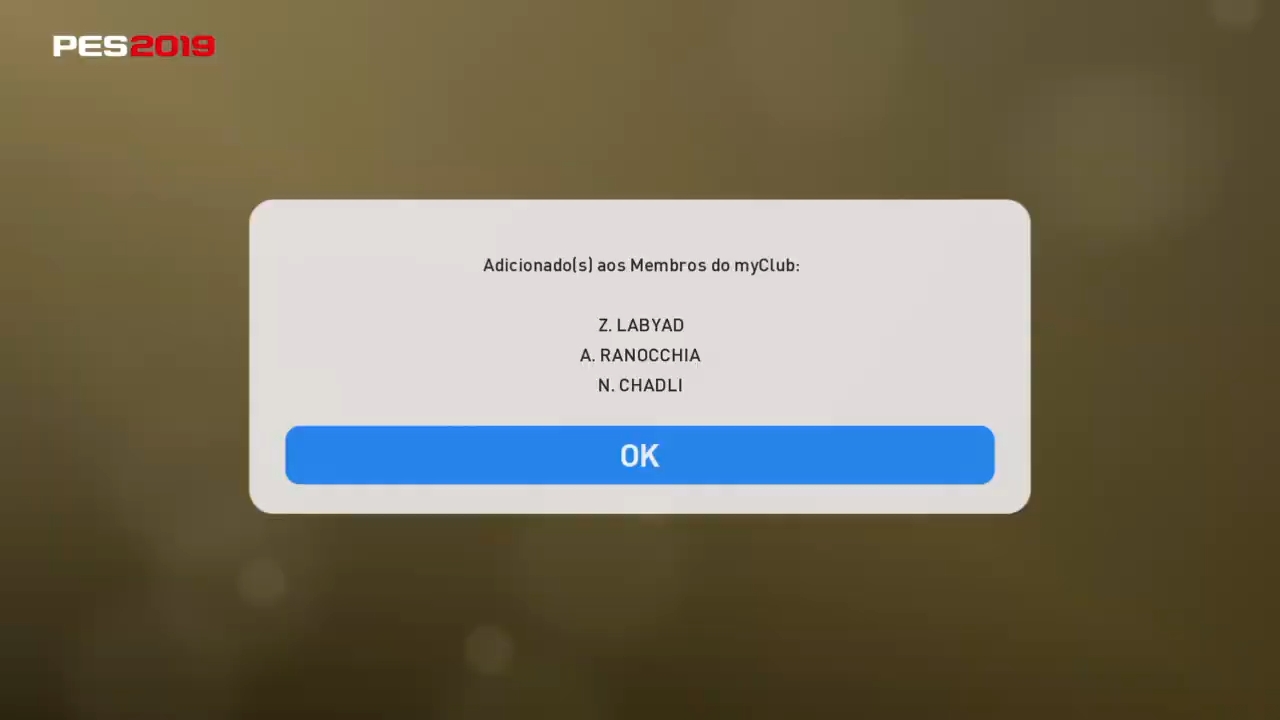 PES2019
Adicionado(s) aos Membros do myClub:
Z. LABYAD
A. RANOCCHIA
N. CHADLI
OK